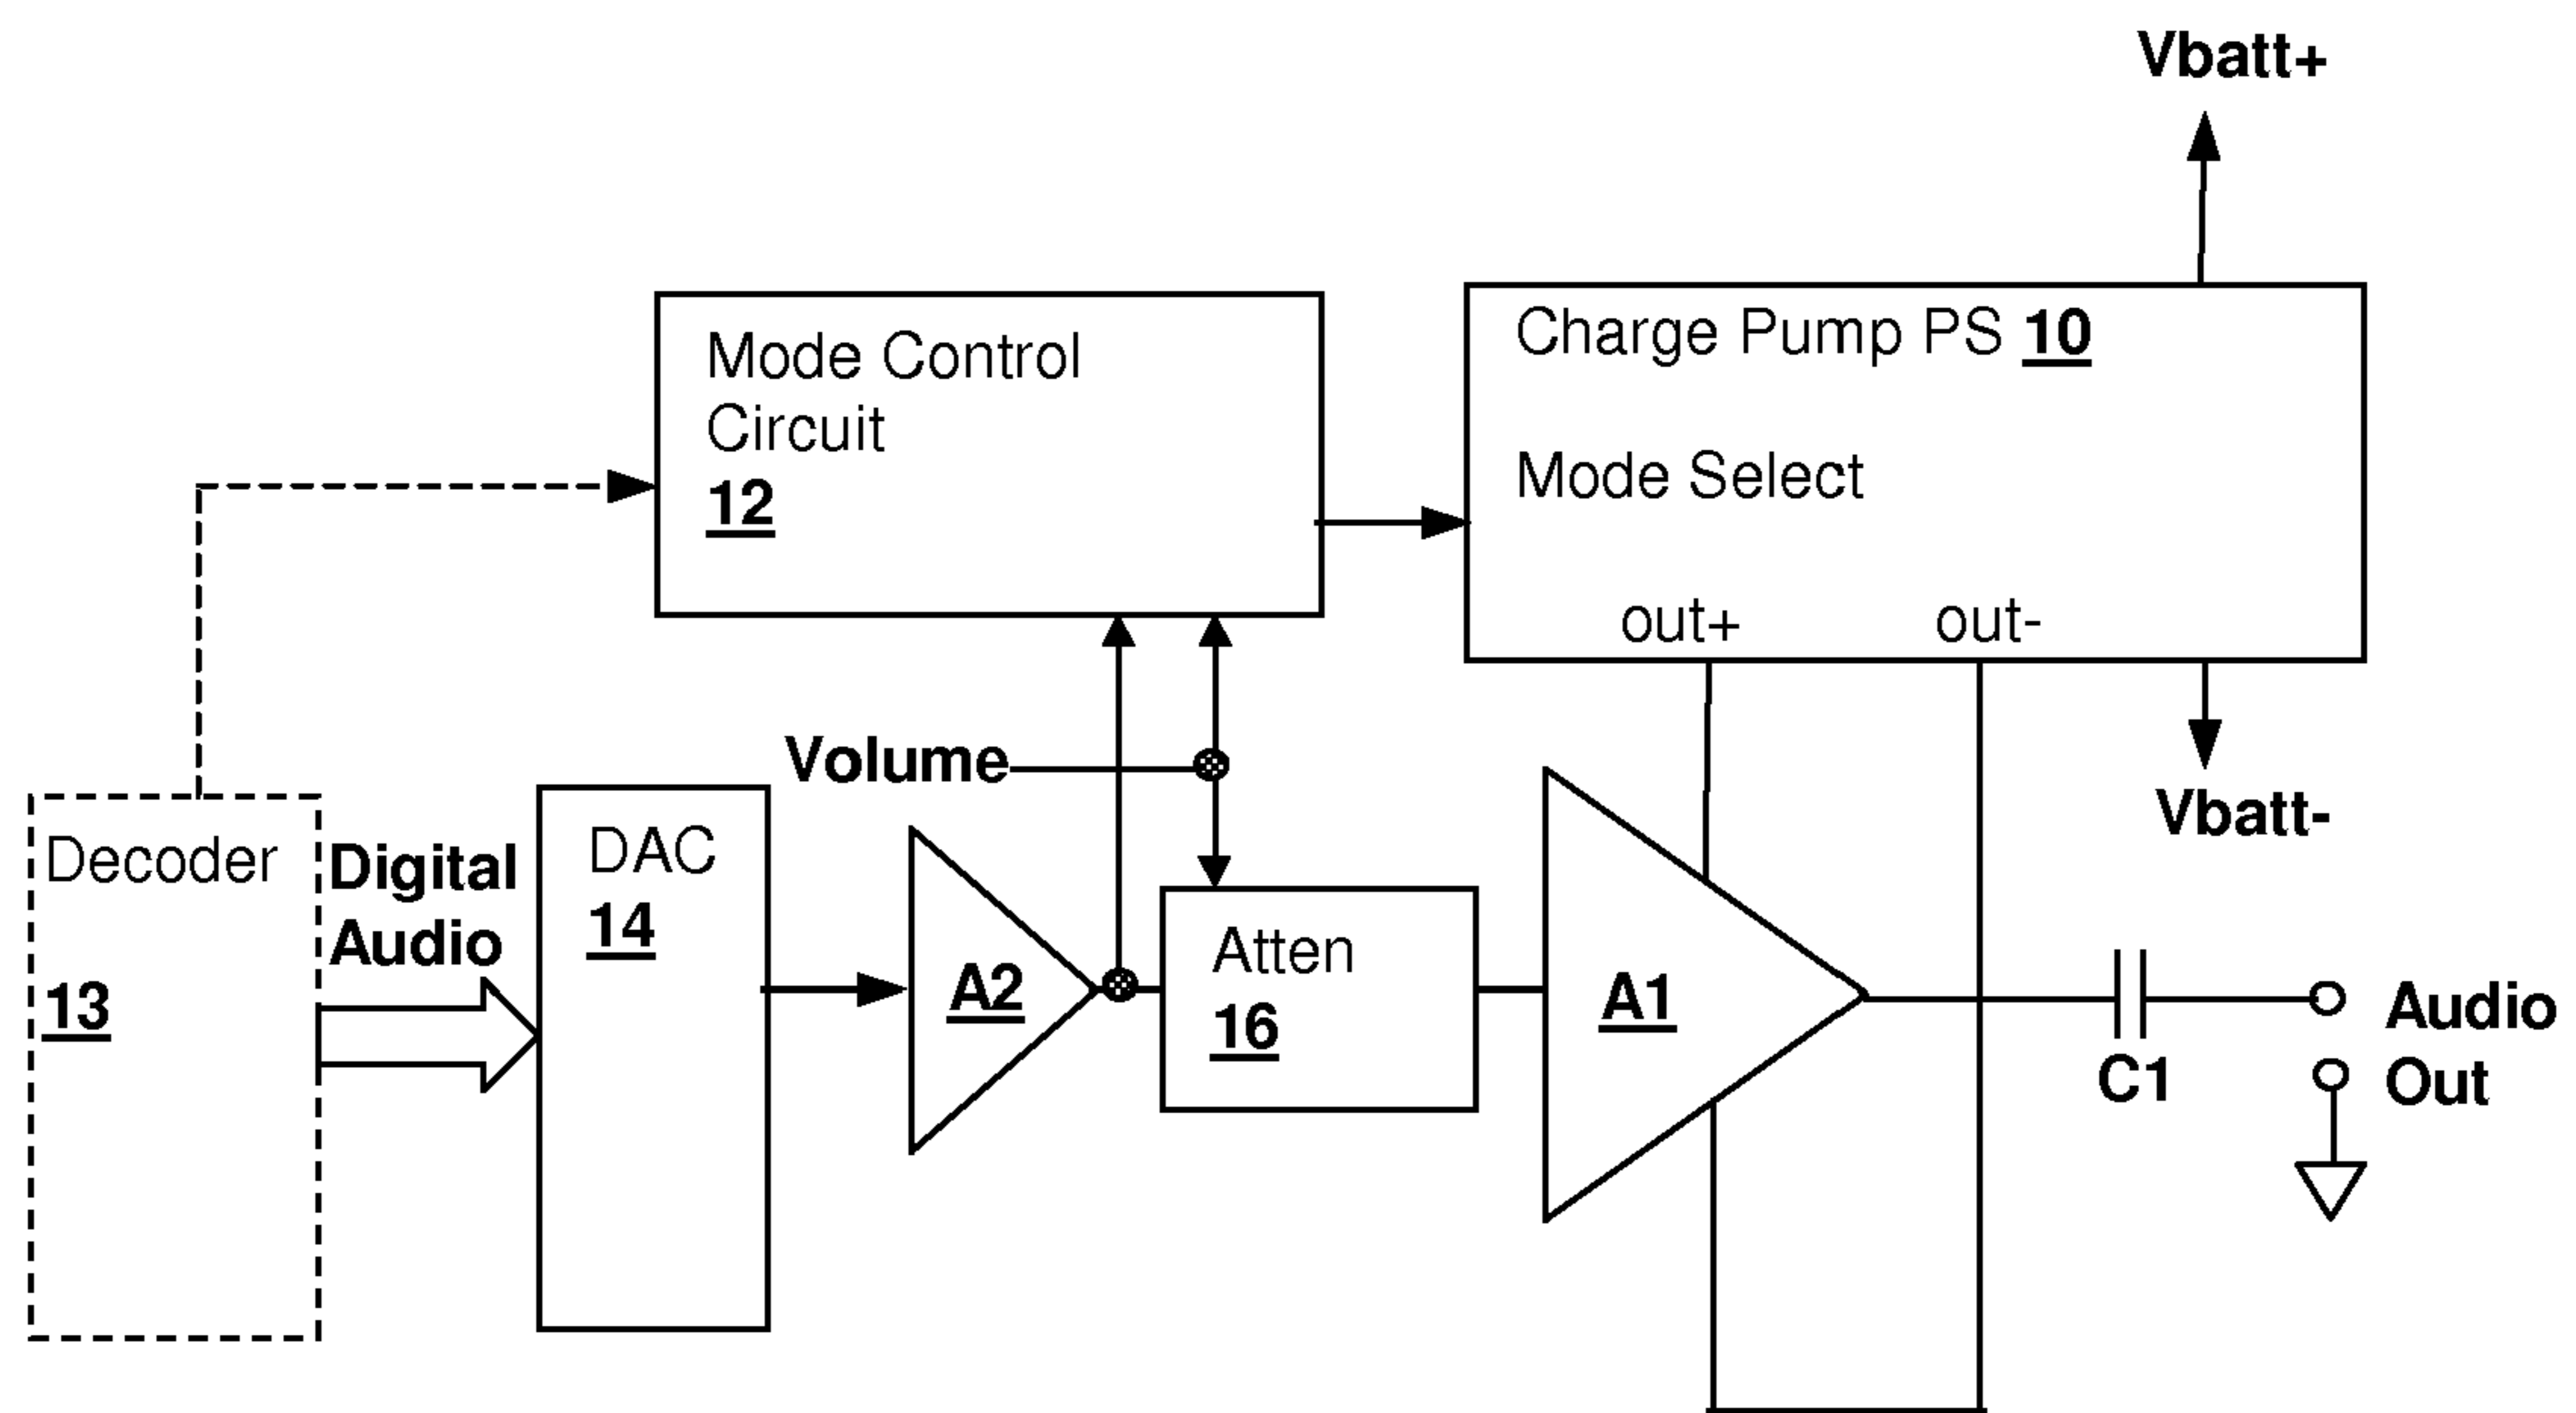 Vbatt+
Mode Control
Circuit
12
Charge Pump PS 10
Mode Select
out+ out-
Volume
Vbatt-
Decoder
13
Digital
Audio
DAC
14
A2
Atten
16
A1
C1
Audio
Out